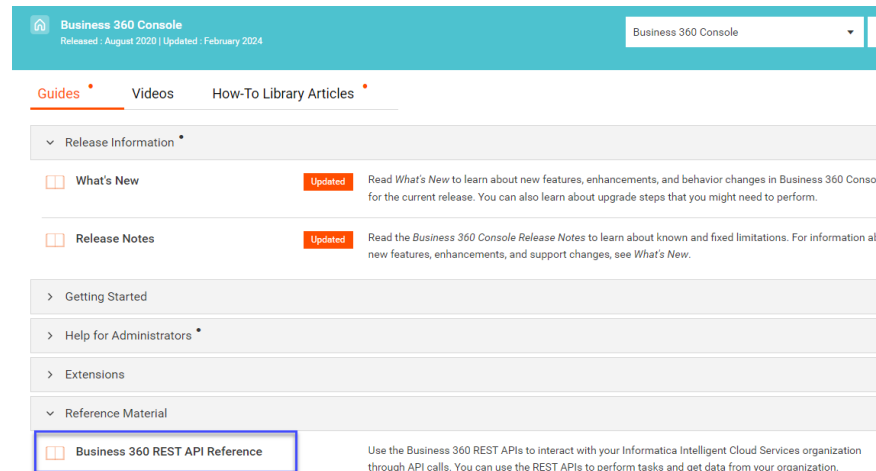 Business 360 Console
Released : August 2020 | Updated : February 2024
Business 360 Console
Guides
Videos
How-To Library Articles
Release Information
What's New
Updated
Read What's New to learn about new features, enhancements, and behavior changes in Business 360
for the current release. You can also learn about upgrade steps that you might need to perform.
Release Notes
Updated
Read the Business 360 Console Release Notes to learn about known and fixed limitations. For information
new features, enhancements, and support changes, see What's New.
Getting Started
Help for Administrators
Extensions
Reference Material
Business 360 REST API Reference
Use the Business 360 REST APIs to interact with your Informatica Intelligent Cloud Services organization
through API calls. You can use the REST APIs to perform tasks and get data from your organization.